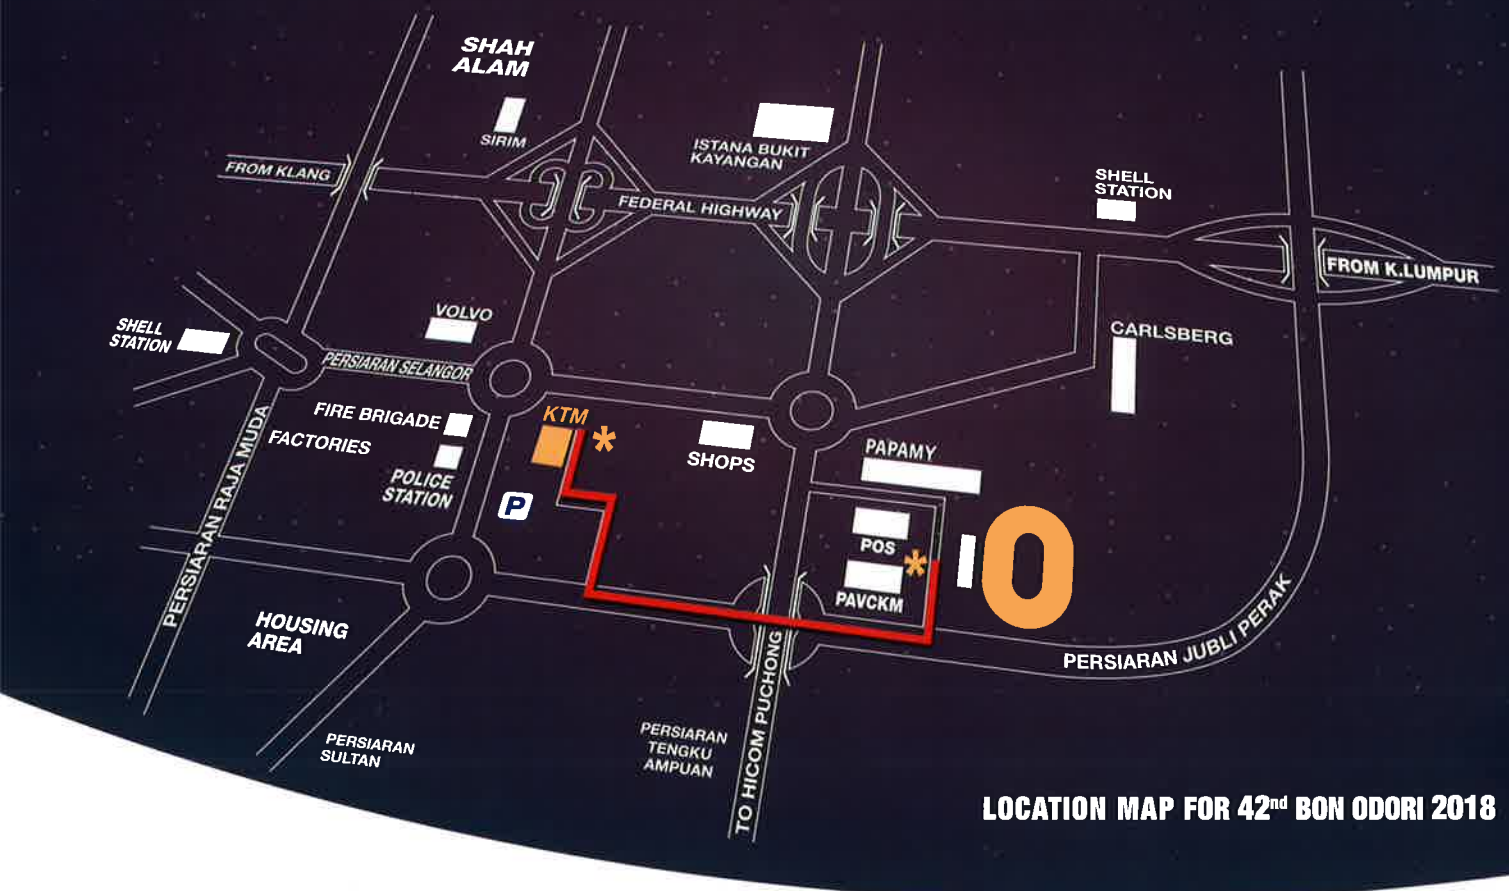 SHAH
ALAM
SIRIM
ISTANA BUKIT
KAYANGAN
FROM KLANG
FEDERAL HIGHWAY
SHELL
STATION
FROM K.LUMPUR
SHELL
STATION
VOLVO
PERSIARAN SELANGOR
CARLSBERG
FIRE BRIGADE
FACTORIES
POLICE
STATION
KTM
*
P
SHOPS
PAPAMY
POS
*
PAVCKM
PERSIARAN RAJA MUDA
HOUSING
AREA
PERSIARAN JUBLI PERAK
PERSIARAN
SULTAN
PERSIARAN
TENGKU
AMPUAN
TO HICOM PUCHONG
LOCATION MAP FOR 42nd BON ODORI 2018